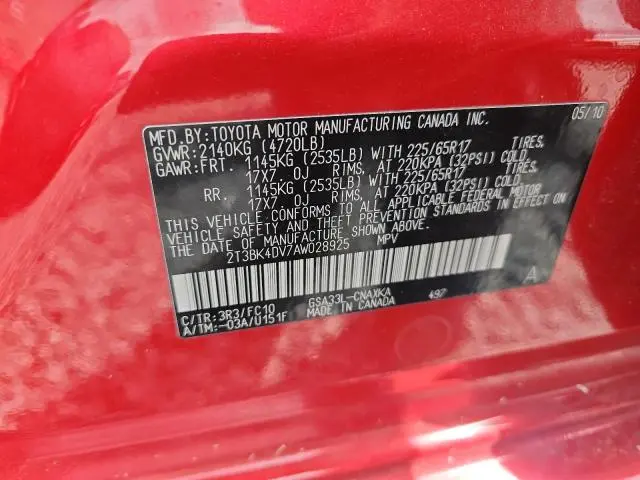 MFD.BY:TOYOTA MOTOR MANUFACTURING CANADA INC. 05/10
GVWR:2140KG (4720LB)
GAWR:FRT. 1145KG (2535LB) WITH 225/65R17 TIRES,
17X7.0J RIMS, AT 220KPA (32PSI) COLD
RR. 1145KG (2535LB) WITH 225/65R17 TIRES,
17X7.0J RIMS, AT 220KPA (32PSI) COLD
THIS VEHICLE CONFORMS TO ALL APPLICABLE FEDERAL MOTOR
VEHICLE SAFETY AND THEFT PREVENTION STANDARDS IN EFFECT ON
THE DATE OF MANUFACTURE SHOWN ABOVE.
2T3BK4DV7AW028925 MPV
A
C/TR:3R3/FC10 GSA33L-CNAXKA 497
A/TM:-03A/U151F MADE IN CANADA